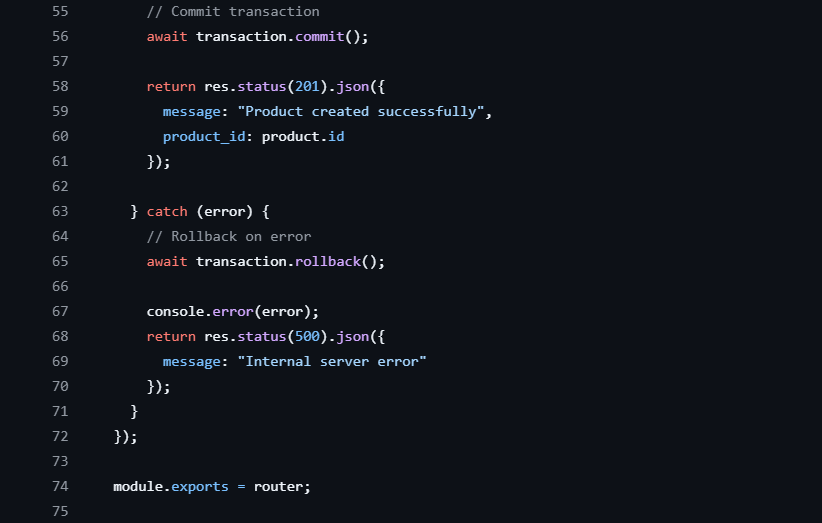 55 // Commit transaction
56 await transaction.commit();
57
58 return res.status(201).json({
59 message: "Product created successfully",
60 product_id: product.id
61 });
62
63 } catch (error) {
64 // Rollback on error
65 await transaction.rollback();
66
67 console.error(error);
68 return res.status(500).json({
69 message: "Internal server error"
70 });
71 }
72 });
73
74 module.exports = router;
75